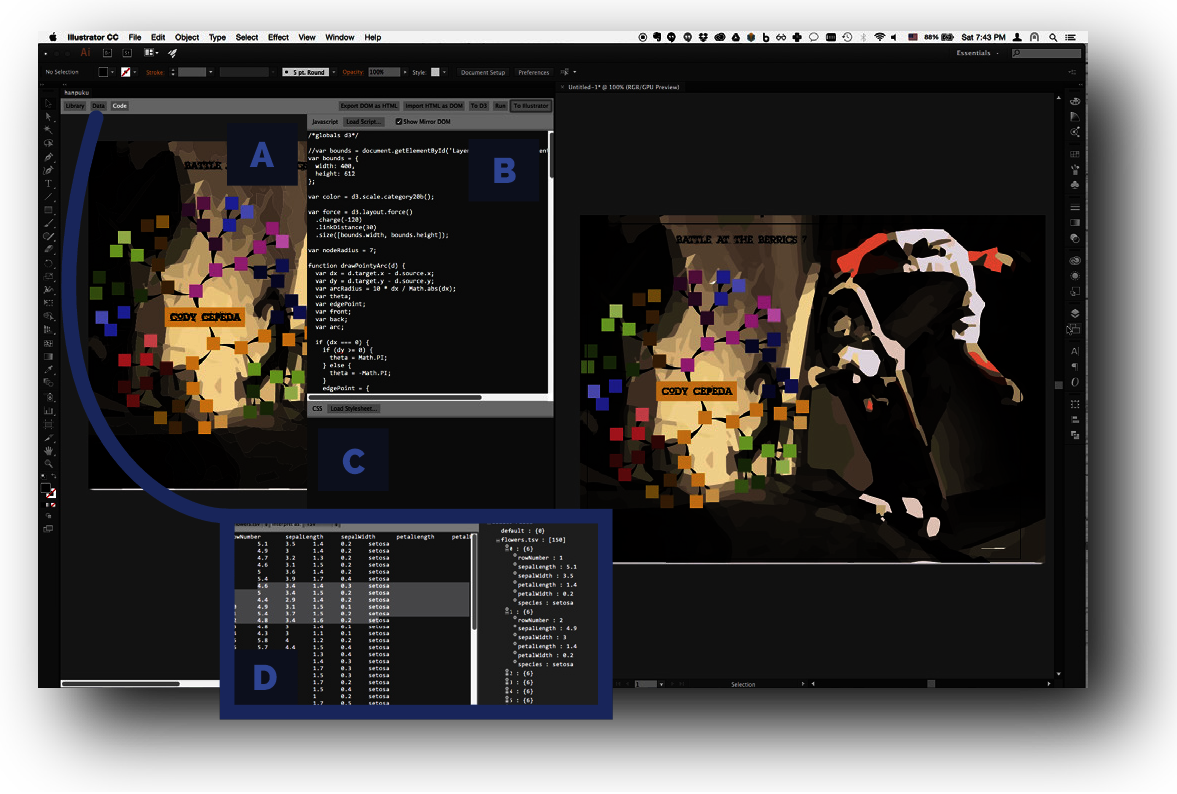 Illustrator CC File Edit Object Type Select Effect View Window Help
88% Sat 7:43 PM
Ai Br St
Essentials
No Selection
Stroke:
5 pt. Round
Opacity: 100%
Style:
Document Setup
Preferences
hanpuku
Untitled-1* @ 100% (RGB/GPU Preview)
Library Data Code
Export DOM as HTML Import HTML as DOM To D3 Run To Illustrator
Javascript Load Script... Show Mirror DOM
A
B
BATTLE
CODY CEPEDA
/*globals d3*/
//var bounds = document.getElementById('Layer
var bounds = {
width: 400,
height: 612
};
var color = d3.scale.category20b();
var force = d3.layout.force()
.charge(-120)
.linkDistance(30)
.size([bounds.width, bounds.height]);
var nodeRadius = 7;
function drawPointyArc(d) {
var dx = d.target.x - d.source.x;
var dy = d.target.y - d.source.y;
var arcRadius = 10 * dx / Math.abs(dx);
var theta;
var edgePoint;
var front;
var back;
var arc;
if (dx === 0) {
if (dy >= 0) {
theta = Math.PI;
} else {
theta = -Math.PI;
}
edgePoint = {
CSS Load Stylesheet...
C
BATTLE AT THE BERRICS 7
CODY CEPEDA
D
wNumber sepalLength sepalWidth petalLength petal
5.1 3.5 1.4 0.2 setosa
4.9 3 1.4 0.2 setosa
4.7 3.2 1.3 0.2 setosa
4.6 3.1 1.5 0.2 setosa
5 3.6 1.4 0.2 setosa
5.4 3.9 1.7 0.4 setosa
4.6 3.4 1.4 0.3 setosa
5 3.4 1.5 0.2 setosa
4.4 2.9 1.4 0.2 setosa
4.9 3.1 1.5 0.1 setosa
5.4 3.7 1.5 0.2 setosa
4.8 3.4 1.6 0.2 setosa
4.8 3 1.4 0.1 setosa
4.3 3 1.1 0.1 setosa
5.8 4 1.2 0.2 setosa
5.7 4.4 1.5 0.4 setosa
1.3 0.4 setosa
1.4 0.3 setosa
1.7 0.3 setosa
1.5 0.3 setosa
1.7 0.2 setosa
1.5 0.4 setosa
1 0.2 setosa
1.7 0.5 setosa
default : {0}
flowers.tsv : [150]
0 : {6}
rowNumber : 1
sepalLength : 5.1
sepalWidth : 3.5
petalLength : 1.4
petalWidth : 0.2
species : setosa
1 : {6}
rowNumber : 2
sepalLength : 4.9
sepalWidth : 3
petalLength : 1.4
petalWidth : 0.2
species : setosa
2 : {6}
3 : {6}
4 : {6}
5 : {6}
1
Selection